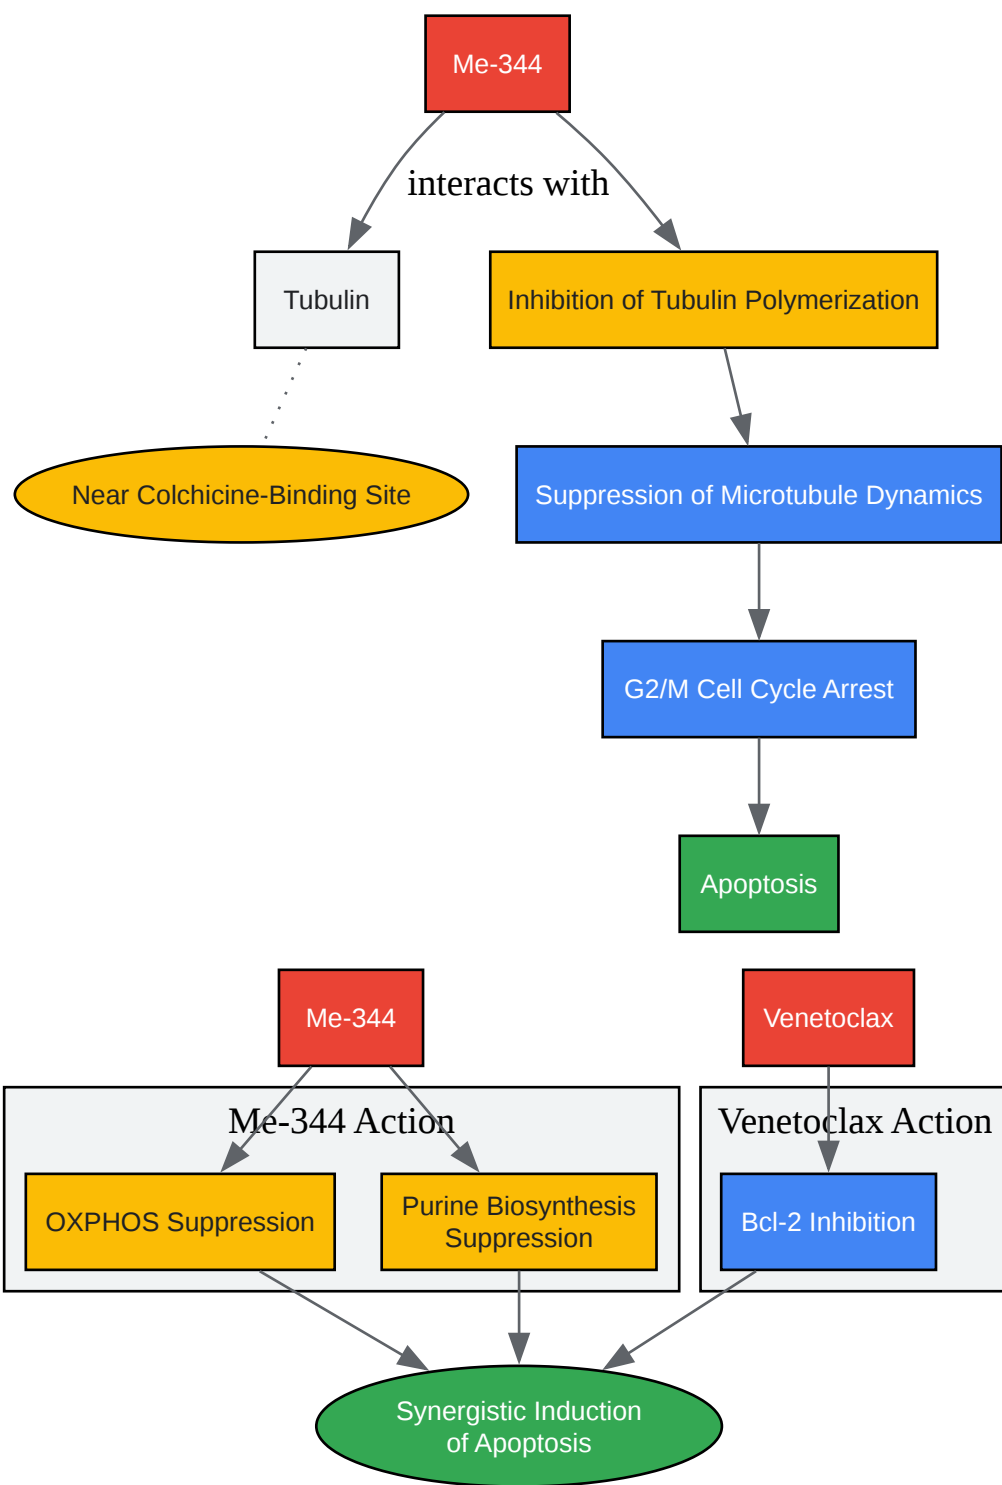 Me-344
interacts with
Tubulin
Inhibition of Tubulin Polymerization
Near Colchicine-Binding Site
Suppression of Microtubule Dynamics
G2/M Cell Cycle Arrest
Apoptosis
Me-344
Venetoclax
Me-344 Action
Venetoclax Action
OXPHOS Suppression
Purine Biosynthesis
Suppression
Bcl-2 Inhibition
Synergistic Induction
of Apoptosis